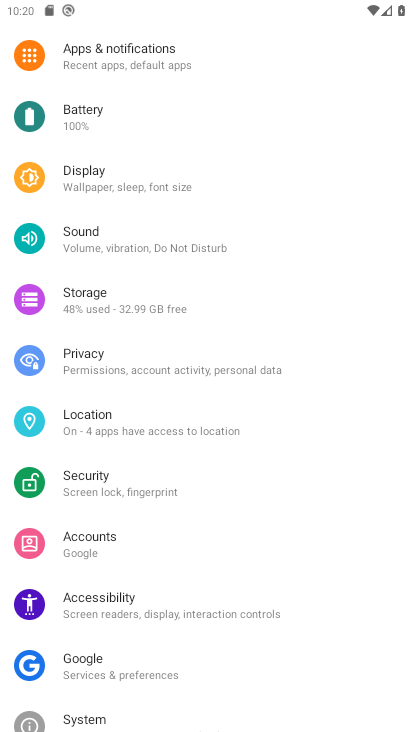 10:20
Apps & notifications
Recent apps, default apps
Battery
100%
Display
Wallpaper, sleep, font size
Sound
Volume, vibration, Do Not Disturb
Storage
48% used - 32.99 GB free
Privacy
Permissions, account activity, personal data
Location
On - 4 apps have access to location
Security
Screen lock, fingerprint
Accounts
Google
Accessibility
Screen readers, display, interaction controls
Google
Services & preferences
System